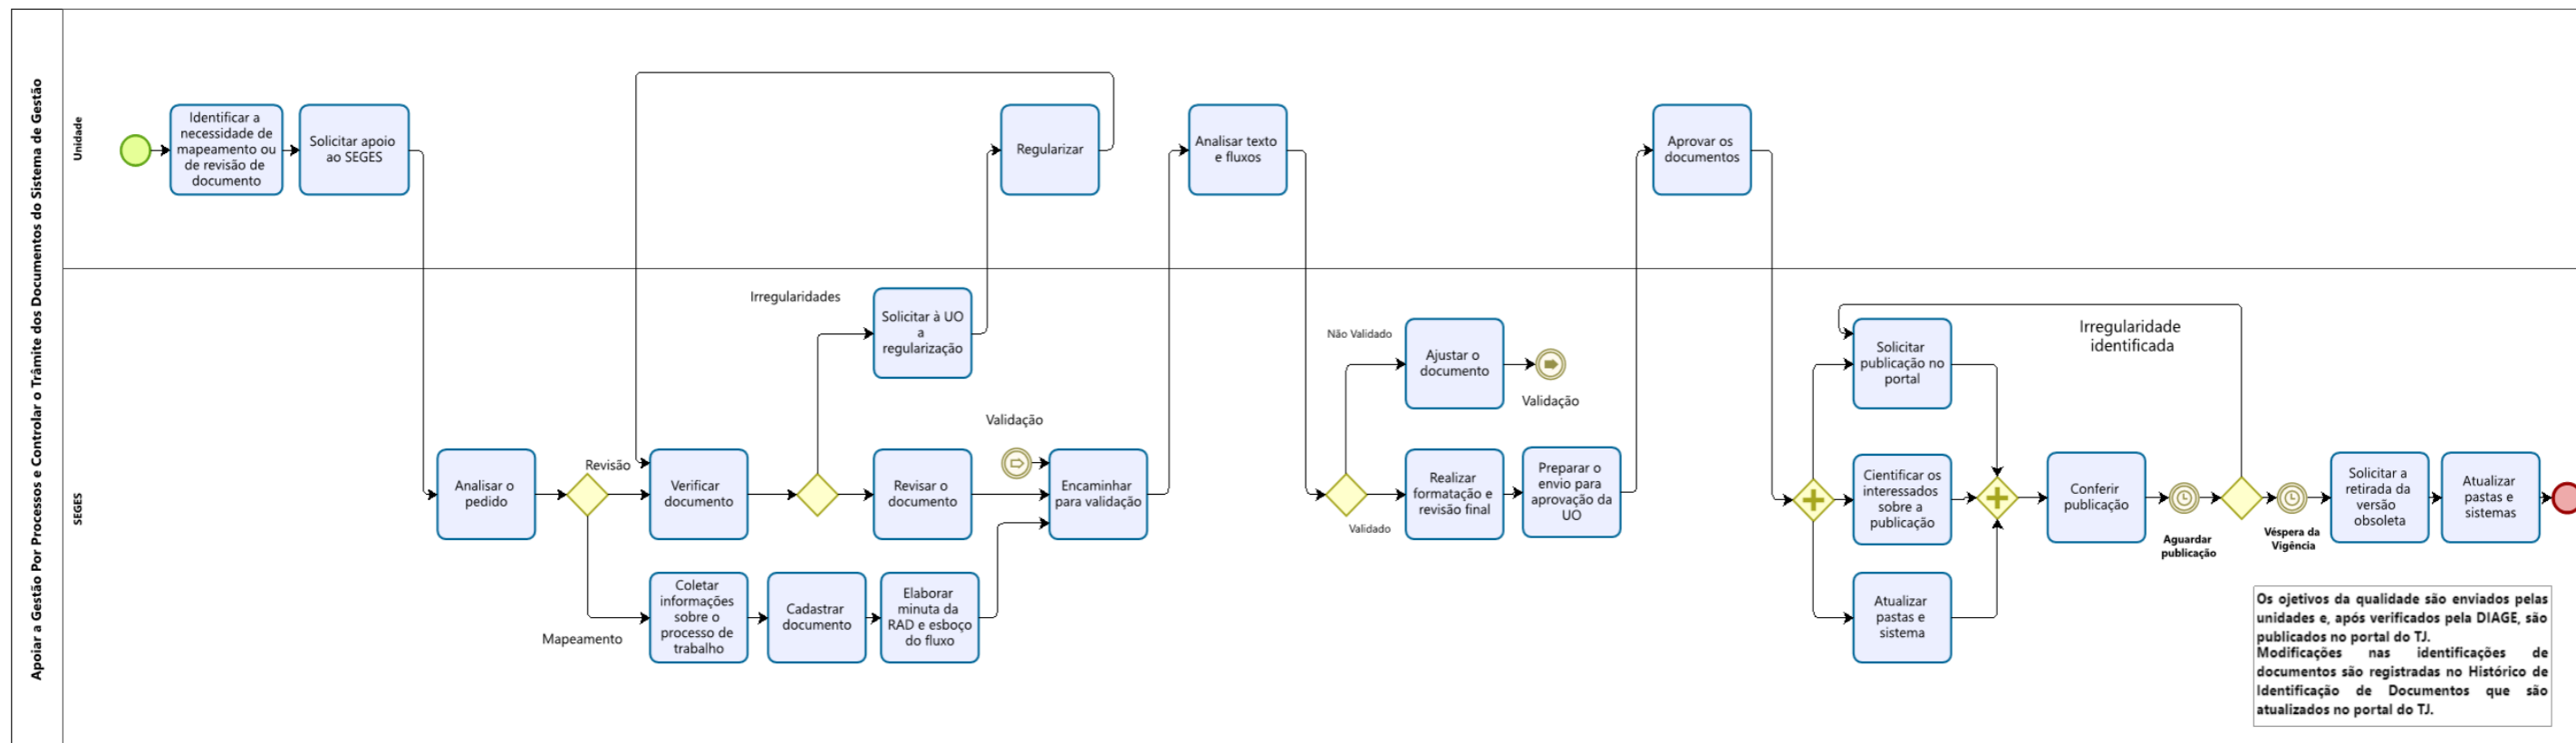 Apoiar a Gestão Por Processos e Controlar o Trâmite dos Documentos do Sistema de Gestão
Unidade
Identificar a
necessidade de
mapeamento ou
de revisão de
documento
Solicitar apoio
ao SEGES
Regularizar
Analisar texto
e fluxos
Aprovar os
documentos
SEGES
Analisar o
pedido
Revisão
Mapeamento
Verificar
documento
Irregularidades
Solicitar à UO
a
regularização
Revisar o
documento
Validação
Encaminhar
para validação
Coletar
informações
sobre o
processo de
trabalho
Cadastrar
documento
Elaborar
minuta da
RAD e esboço
do fluxo
Não Validado
Ajustar o
documento
Validação
Validado
Realizar
formatação e
revisão final
Preparar o
envio para
aprovação da
UO
Solicitar
publicação no
portal
Cientificar os
interessados
sobre a
publicação
Atualizar
pastas e
sistema
Conferir
publicação
Aguardar
publicação
Irregularidade
identificada
Véspera da
Vigência
Solicitar a
retirada da
versão
obsoleta
Atualizar
pastas e
sistemas
Os ojetivos da qualidade são enviados pelas
unidades e, após verificados pela DIAGE, são
publicados no portal do TJ.
Modificações nas identificações de
documentos são registradas no Histórico de
Identificação de Documentos que são
atualizados no portal do TJ.